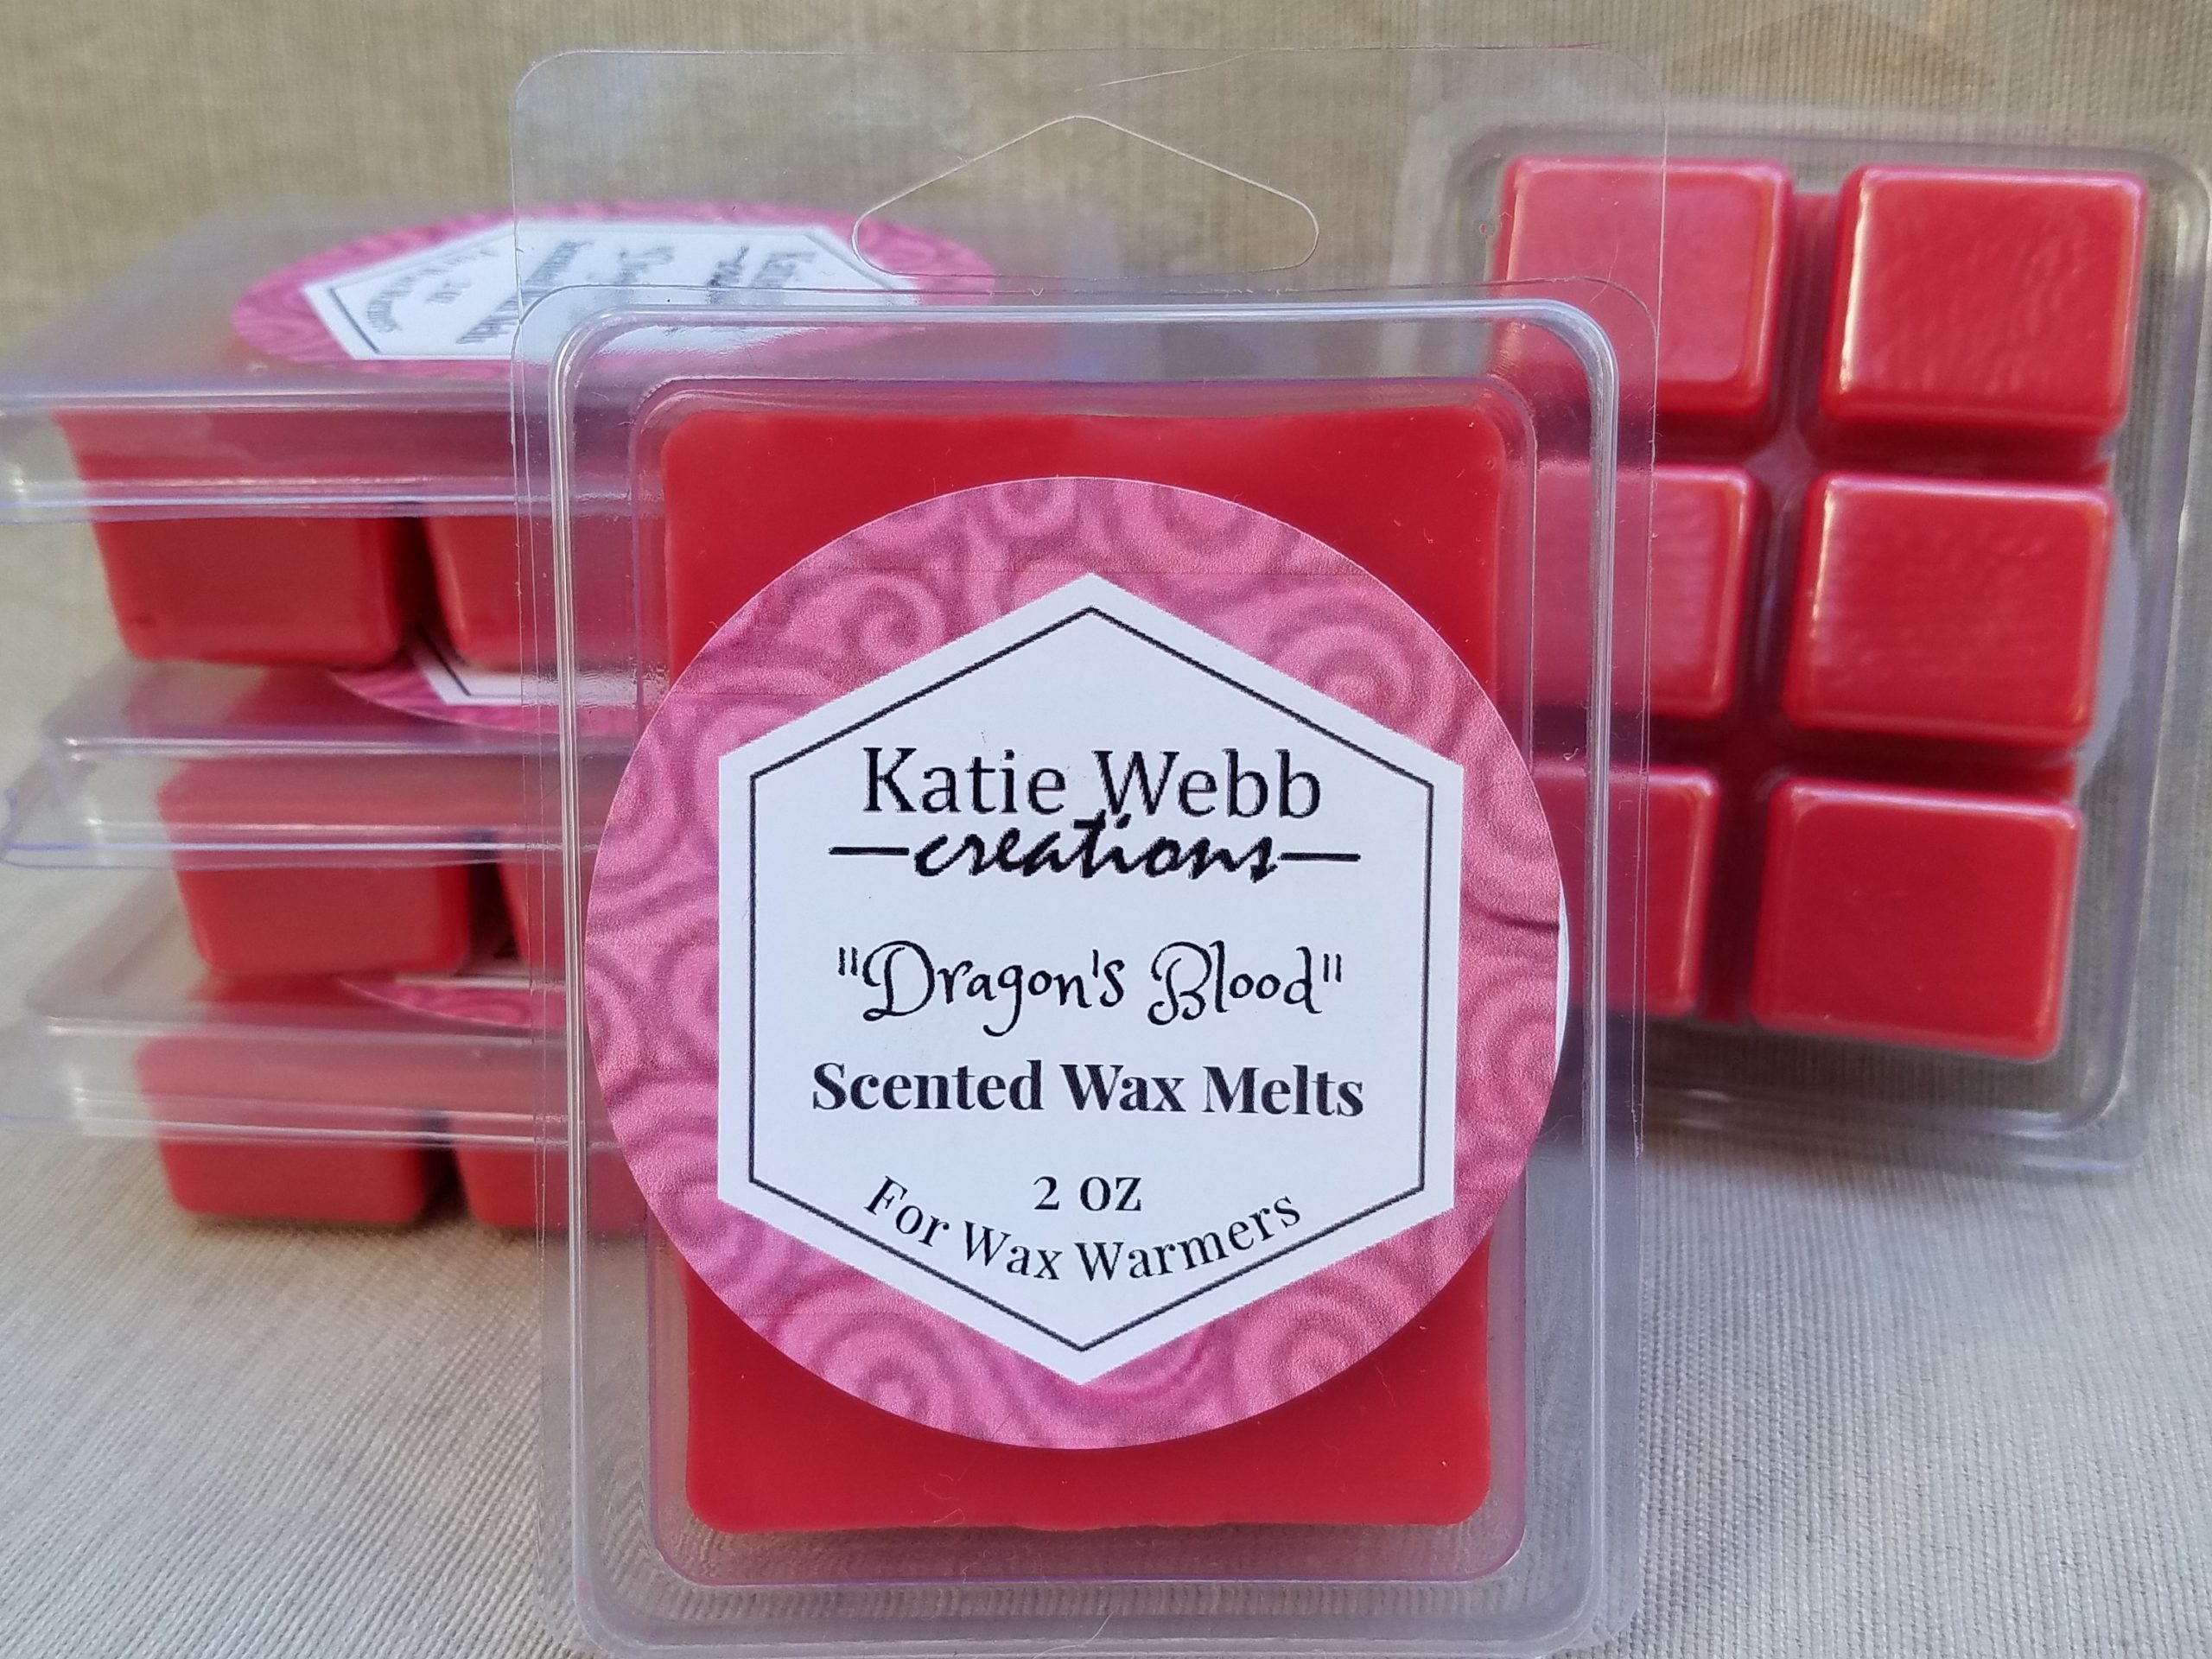 Katie Webb
creations
"Dragon's Blood"
Scented Wax Melts
2 OZ
For Wax Warmers